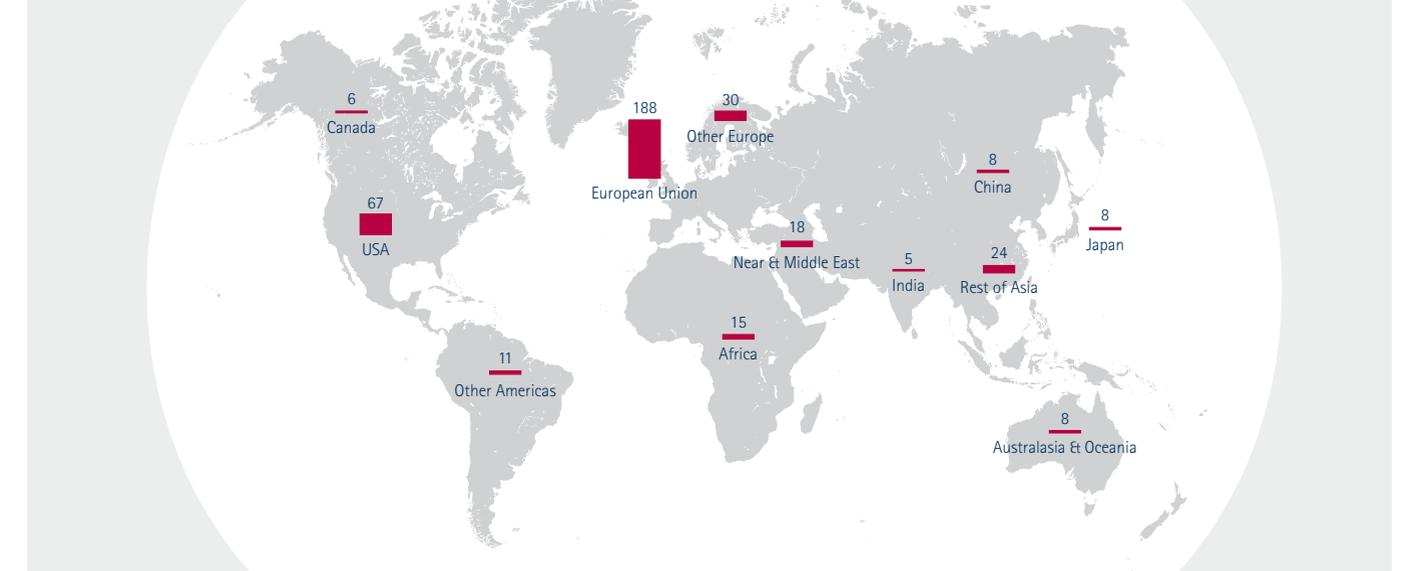 6
Canada
188
European Union
30
Other Europe
8
China
67
USA
18
Near & Middle East
8
Japan
5
India
24
Rest of Asia
15
Africa
11
Other Americas
8
Australasia & Oceania